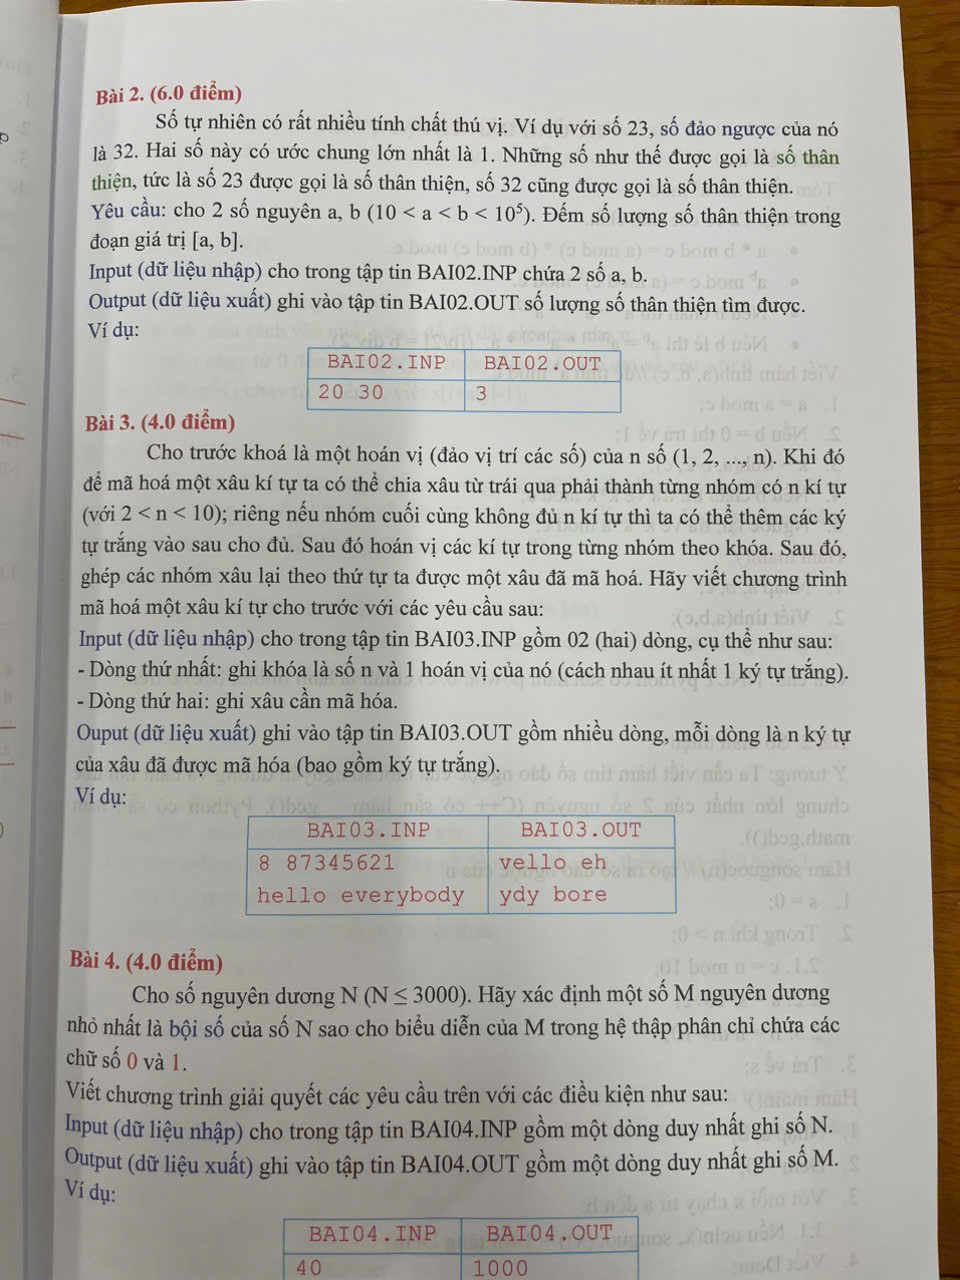 Bài 2. (6.0 điểm)
Số tự nhiên có rất nhiều tính chất thú vị. Ví dụ với số 23, số đảo ngược của nó
là 32. Hai số này có ước chung lớn nhất là 1. Những số như thế được gọi là số thân
thiện, tức là số 23 được gọi là số thân thiện, số 32 cũng được gọi là số thân thiện.
Yêu cầu: cho 2 số nguyên a, b (10 < a < b < 10⁵). Đếm số lượng số thân thiện trong
đoạn giá trị [a, b].
Input (dữ liệu nhập) cho trong tập tin BAI02.INP chứa 2 số a, b.
Output (dữ liệu xuất) ghi vào tập tin BAI02.OUT số lượng số thân thiện tìm được.
Ví dụ:
BAI02.INP BAI02.OUT
20 30 3
Bài 3. (4.0 điểm)
Cho trước khoá là một hoán vị (đảo vị trí các số) của n số (1, 2, ..., n). Khi đó
để mã hoá một xâu kí tự ta có thể chia xâu từ trái qua phải thành từng nhóm có n kí tự
(với 2 < n < 10); riêng nếu nhóm cuối cùng không đủ n kí tự thì ta có thể thêm các ký
tự trắng vào sau cho đủ. Sau đó hoán vị các kí tự trong từng nhóm theo khóa. Sau đó,
ghép các nhóm xâu lại theo thứ tự ta được một xâu đã mã hoá. Hãy viết chương trình
mã hoá một xâu kí tự cho trước với các yêu cầu sau:
Input (dữ liệu nhập) cho trong tập tin BAI03.INP gồm 02 (hai) dòng, cụ thể như sau:
- Dòng thứ nhất: ghi khóa là số n và 1 hoán vị của nó (cách nhau ít nhất 1 ký tự trắng).
- Dòng thứ hai: ghi xâu cần mã hóa.
Ouput (dữ liệu xuất) ghi vào tập tin BAI03.OUT gồm nhiều dòng, mỗi dòng là n ký tự
của xâu đã được mã hóa (bao gồm ký tự trắng).
Ví dụ:
BAI03.INP BAI03.OUT
8 87345621 vello eh
hello everybody ydy bore
Bài 4. (4.0 điểm)
Cho số nguyên dương N (N ≤ 3000). Hãy xác định một số M nguyên dương
nhỏ nhất là bội số của số N sao cho biểu diễn của M trong hệ thập phân chỉ chứa các
chữ số 0 và 1.
Viết chương trình giải quyết các yêu cầu trên với các điều kiện như sau:
Input (dữ liệu nhập) cho trong tập tin BAI04.INP gồm một dòng duy nhất ghi số N.
Output (dữ liệu xuất) ghi vào tập tin BAI04.OUT gồm một dòng duy nhất ghi số M.
Ví dụ:
BAI04.INP BAI04.OUT
40 1000